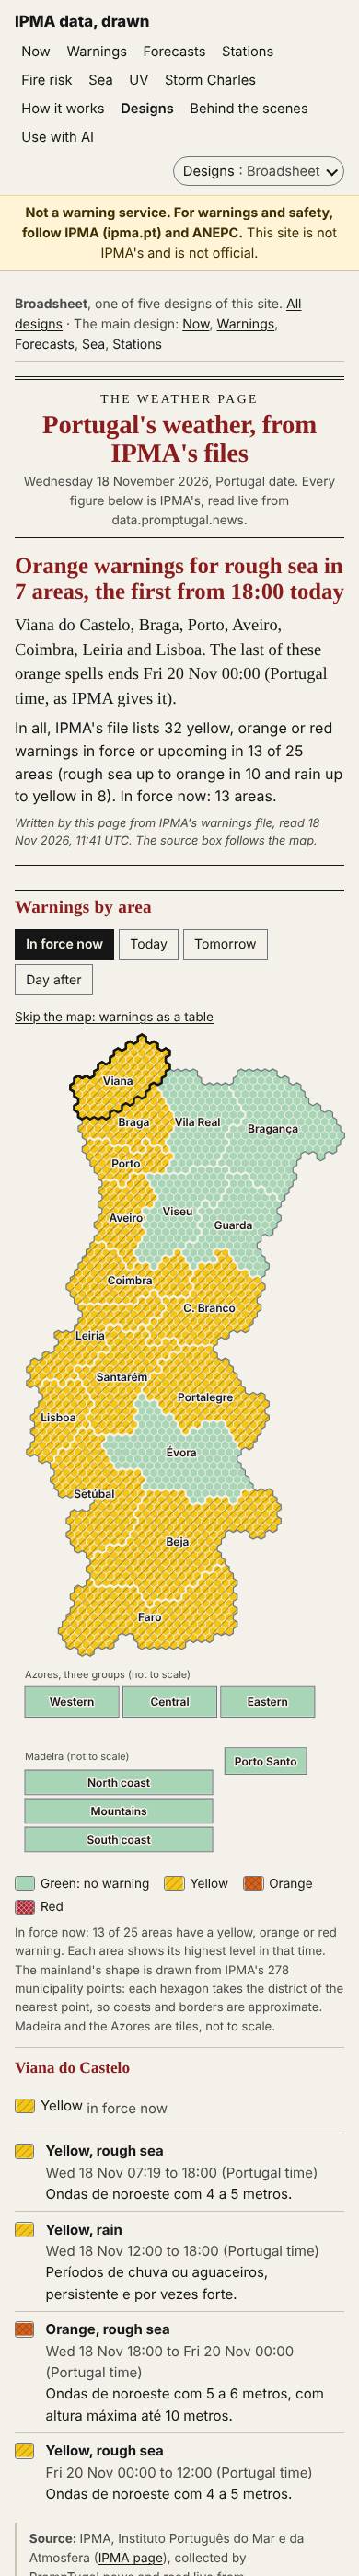 IPMA data, drawn
Now Warnings Forecasts Stations
Fire risk Sea UV Storm Charles
How it works Designs Behind the scenes
Use with AI
Designs : Broadsheet
Not a warning service. For warnings and safety,
follow IPMA (ipma.pt) and ANEPC. This site is not
IPMA's and is not official.
Broadsheet, one of five designs of this site. All
designs · The main design: Now, Warnings,
Forecasts, Sea, Stations
THE WEATHER PAGE
Portugal's weather, from
IPMA's files
Wednesday 18 November 2026, Portugal date. Every
figure below is IPMA's, read live from
data.promptugal.news.
Orange warnings for rough sea in
7 areas, the first from 18:00 today
Viana do Castelo, Braga, Porto, Aveiro,
Coimbra, Leiria and Lisboa. The last of these
orange spells ends Fri 20 Nov 00:00 (Portugal
time, as IPMA gives it).
In all, IPMA's file lists 32 yellow, orange or red
warnings in force or upcoming in 13 of 25
areas (rough sea up to orange in 10 and rain up
to yellow in 8). In force now: 13 areas.
Written by this page from IPMA's warnings file, read 18
Nov 2026, 11:41 UTC. The source box follows the map.
Warnings by area
In force now Today Tomorrow
Day after
Skip the map: warnings as a table
Viana
Braga Vila Real Bragança
Porto
Aveiro Viseu Guarda
Coimbra
C. Branco
Leiria
Santarém
Portalegre
Lisboa
Évora
Setúbal
Beja
Faro
Azores, three groups (not to scale)
Western Central Eastern
Madeira (not to scale) Porto Santo
North coast
Mountains
South coast
Green: no warning Yellow Orange
Red
In force now: 13 of 25 areas have a yellow, orange or red
warning. Each area shows its highest level in that time.
The mainland's shape is drawn from IPMA's 278
municipality points: each hexagon takes the district of the
nearest point, so coasts and borders are approximate.
Madeira and the Azores are tiles, not to scale.
Viana do Castelo
Yellow in force now
Yellow, rough sea
Wed 18 Nov 07:19 to 18:00 (Portugal time)
Ondas de noroeste com 4 a 5 metros.
Yellow, rain
Wed 18 Nov 12:00 to 18:00 (Portugal time)
Períodos de chuva ou aguaceiros,
persistente e por vezes forte.
Orange, rough sea
Wed 18 Nov 18:00 to Fri 20 Nov 00:00
(Portugal time)
Ondas de noroeste com 5 a 6 metros, com
altura máxima até 10 metros.
Yellow, rough sea
Fri 20 Nov 00:00 to 12:00 (Portugal time)
Ondas de noroeste com 4 a 5 metros.
Source: IPMA, Instituto Português do Mar e da
Atmosfera (IPMA page), collected by